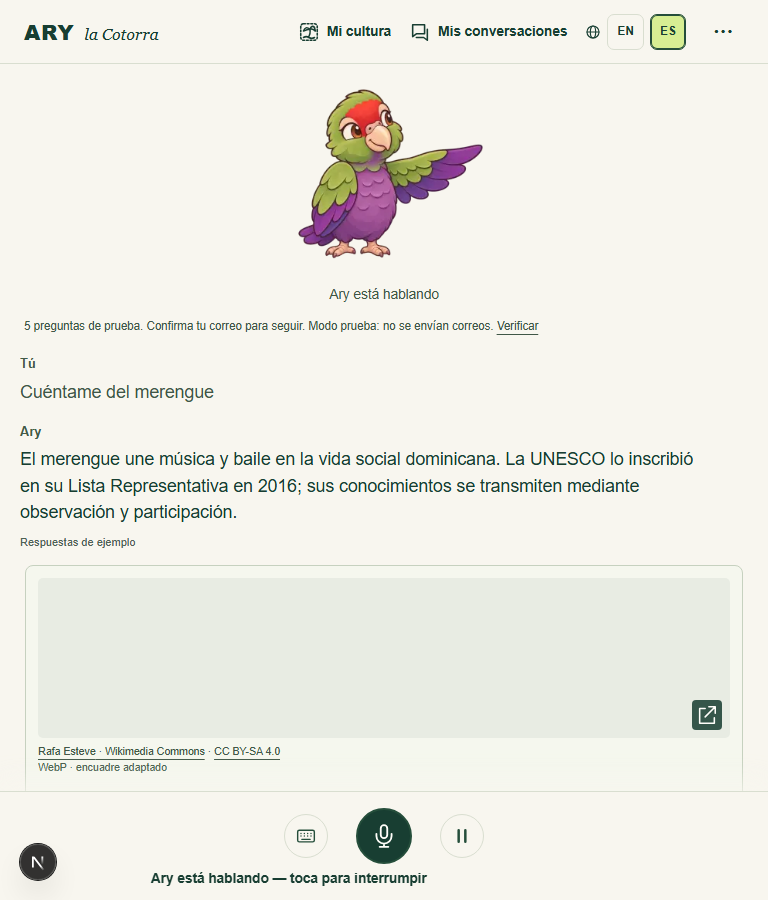 ARY la Cotorra
Mi cultura
Mis conversaciones
EN
ES
Ary está hablando
5 preguntas de prueba. Confirma tu correo para seguir. Modo prueba: no se envían correos. Verificar
Tú
Cuéntame del merengue
Ary
El merengue une música y baile en la vida social dominicana. La UNESCO lo inscribió
en su Lista Representativa en 2016; sus conocimientos se transmiten mediante
observación y participación.
Respuestas de ejemplo
Rafa Esteve · Wikimedia Commons · CC BY-SA 4.0
WebP · encuadre adaptado
N
Ary está hablando — toca para interrumpir